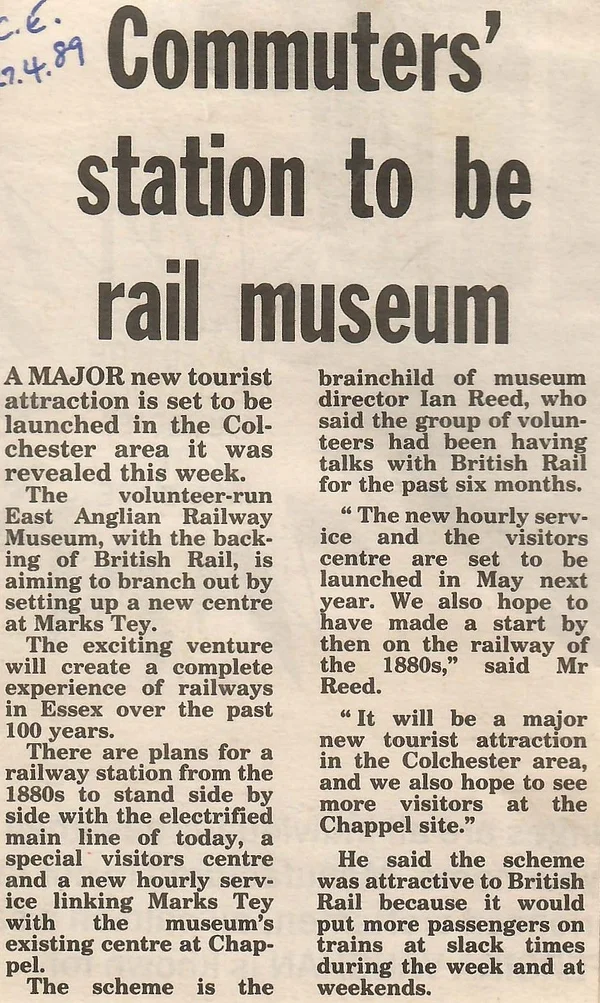 C.E.
.4.89
Commuters’
station to be
rail museum
A MAJOR new tourist
attraction is set to be
launched in the Col-
chester area it was
revealed this week.
The volunteer-run
East Anglian Railway
Museum, with the back-
ing of British Rail, is
aiming to branch out by
setting up a new centre
at Marks Tey.
The exciting venture
will create a complete
experience of railways
in Essex over the past
100 years.
There are plans for a
railway station from the
1880s to stand side by
side with the electrified
main line of today, a
special visitors centre
and a new hourly serv-
ice linking Marks Tey
with the museum’s
existing centre at Chap-
pel.
The scheme is the
brainchild of museum
director Ian Reed, who
said the group of volun-
teers had been having
talks with British Rail
for the past six months.
“ The new hourly serv-
ice and the visitors
centre are set to be
launched in May next
year. We also hope to
have made a start by
then on the railway of
the 1880s,” said Mr
Reed.
“ It will be a major
new tourist attraction
in the Colchester area,
and we also hope to see
more visitors at the
Chappel site.”
He said the scheme
was attractive to British
Rail because it would
put more passengers on
trains at slack times
during the week and at
weekends.